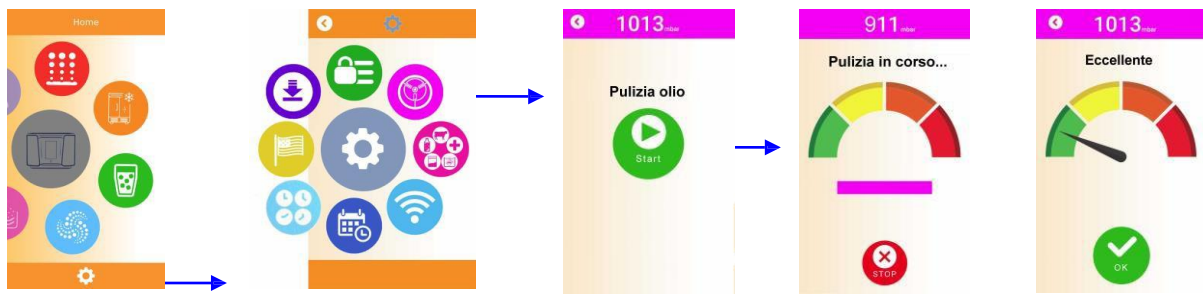 Home
1013 mbar
Pulizia olio
Start
911 mbar
Pulizia in corso...
STOP
1013 mbar
Eccellente
OK